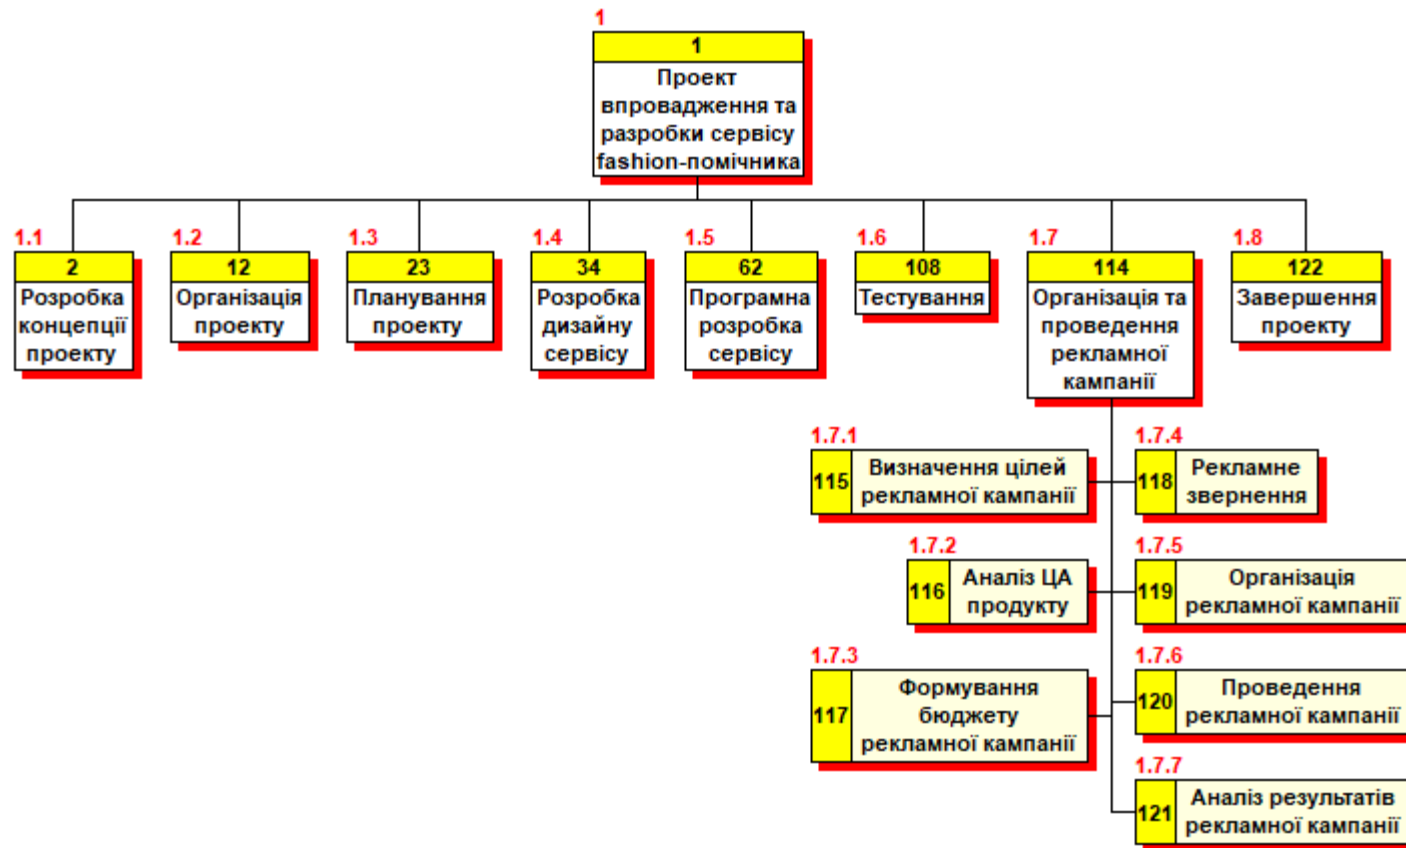 1
1
Проект
впровадження та
разробки сервісу
fashion-помічника
1.1
2
Розробка
концепції
проекту
1.2
12
Організація
проекту
1.3
23
Планування
проекту
1.4
34
Розробка
дизайну
сервісу
1.5
62
Програмна
розробка
сервісу
1.6
108
Тестування
1.7
114
Організація та
проведення
рекламної
кампанії
1.8
122
Завершення
проекту
1.7.1
115
Визначення цілей
рекламної кампанії
1.7.2
116
Аналіз ЦА
продукту
1.7.3
117
Формування
бюджету
рекламної кампанії
1.7.4
118
Рекламне
звернення
1.7.5
119
Організація
рекламної кампанії
1.7.6
120
Проведення
рекламної кампанії
1.7.7
121
Аналіз результатів
рекламної кампанії